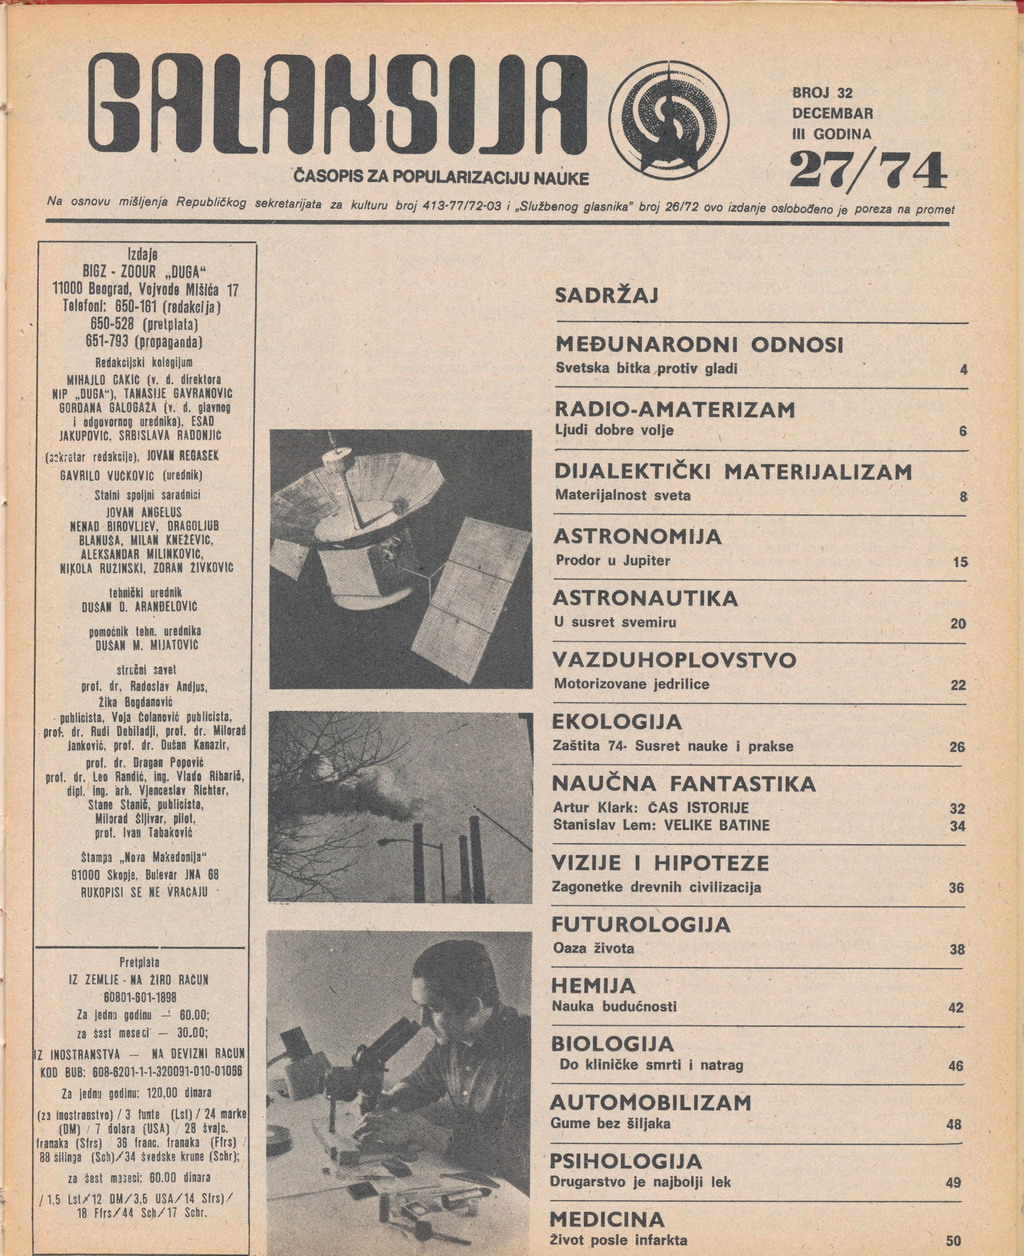 GALAKSIJA
ČASOPIS ZA POPULARIZACIJU NAUKE
BROJ 32
DECEMBAR
III GODINA
27/74
Na osnovu mišljenja Republičkog sekretarijata za kulturu broj 413-77/72-03 i „Službenog glasnika" broj 26/72 ovo izdanje oslobođeno je poreza na promet
Izdaje
BIGZ - ZOOUR „DUGA"
11000 Beograd, Vojvode Mišića 17
Telefoni: 650-161 (redakcija)
650-528 (pretplata)
651-793 (propaganda)
Redakcijski kolegijum
MIHAJLO CAKIĆ (v. d. direktora
NIP „DUGA"), TANASIJE GAVRANOVIĆ
GORDANA GALOGAŽA (v. d. glavnog
i odgovornog urednika), ESAD
JAKUPOVIĆ, SRBISLAVA RADONJIĆ
(sekretar redakcije), JOVAN REGASEK
GAVRILO VUČKOVIĆ (urednik)
Stalni spoljni saradnici
JOVAN ANGELUS
NENAD BIROVLJEV, DRAGOLJUB
BLANUŠA, MILAN KNEŽEVIĆ,
ALEKSANDAR MILINKOVIĆ,
NIKOLA RUŽINSKI, ZORAN ŽIVKOVIĆ
tehnički urednik
DUŠAN D. ARANĐELOVIĆ
pomoćnik tehn. urednika
DUŠAN M. MIJATOVIĆ
stručni savet
prof. dr. Radoslav Andjus,
Žika Bogdanović
publicista, Voja Čolanović publicista,
prof. dr. Rudi Debiladji, prof. dr. Milorad
Janković, prof. dr. Dušan Kanazir,
prof. dr. Dragan Popović
prof. dr. Leo Randić, ing. Vlado Ribarić,
dipl. ing. arh. Vjenceslav Richter,
Stane Stanič, publicista,
Milorad Šljivar, pilot,
prof. Ivan Tabaković
Štampa „Nova Makedonija"
91000 Skopje, Bulevar JNA 68
RUKOPISI SE NE VRAĆAJU
Pretplata
IZ ZEMLJE - NA ŽIRO RAČUN
60801-601-1898
Za jednu godinu — 60.00;
za šest meseci — 30.00;
IZ INOSTRANSTVA — NA DEVIZNI RAČUN
KOD BUB: 608-6201-1-1-320091-010-01066
Za jednu godinu: 120,00 dinara
(za inostranstvo) / 3 funte (Lst) / 24 marke
(DM) / 7 dolara (USA) / 28 švajc.
franaka (Sfrs) 36 franc. franaka (Ffrs) /
88 šilinga (Sch)/34 švedske krune (Schr);
za šest meseci: 60.00 dinara
/ 1,5 Lst/12 DM/3,5 USA/14 Sfrs)/
18 Ffrs/44 Sch/17 Schr.
SADRŽAJ
MEĐUNARODNI ODNOSI
Svetska bitka protiv gladi 4
RADIO-AMATERIZAM
Ljudi dobre volje 6
DIJALEKTIČKI MATERIJALIZAM
Materijalnost sveta 8
ASTRONOMIJA
Prodor u Jupiter 15
ASTRONAUTIKA
U susret svemiru 20
VAZDUHOPLOVSTVO
Motorizovane jedrilice 22
EKOLOGIJA
Zaštita 74- Susret nauke i prakse 26
NAUČNA FANTASTIKA
Artur Klark: ČAS ISTORIJE 32
Stanislav Lem: VELIKE BATINE 34
VIZIJE I HIPOTEZE
Zagonetke drevnih civilizacija 36
FUTUROLOGIJA
Oaza života 38
HEMIJA
Nauka budućnosti 42
BIOLOGIJA
Do kliničke smrti i natrag 46
AUTOMOBILIZAM
Gume bez šiljaka 48
PSIHOLOGIJA
Drugarstvo je najbolji lek 49
MEDICINA
Život posle infarkta 50